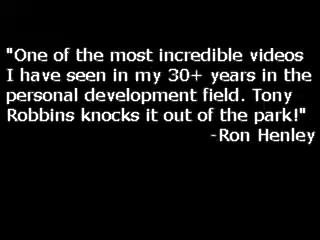 "One of the most incredible videos
I have seen in my 30+ years in the
personal development field. Tony
Robbins knocks it out of the park!"
-Ron Henley